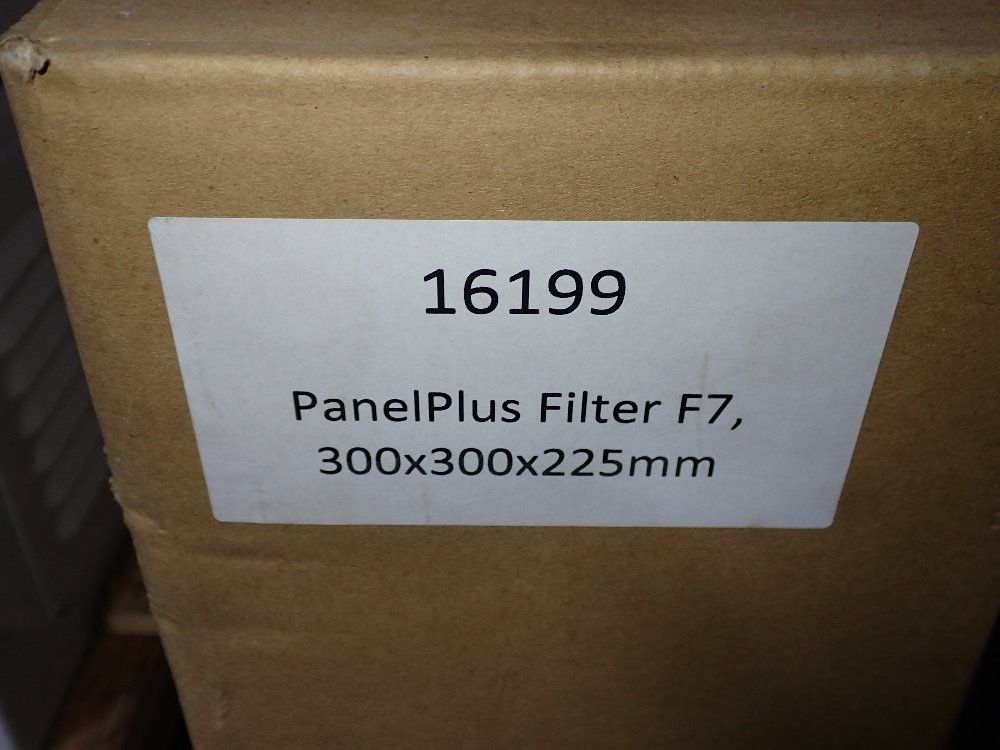 16199
PanelPlus Filter F7,
300x300x225mm